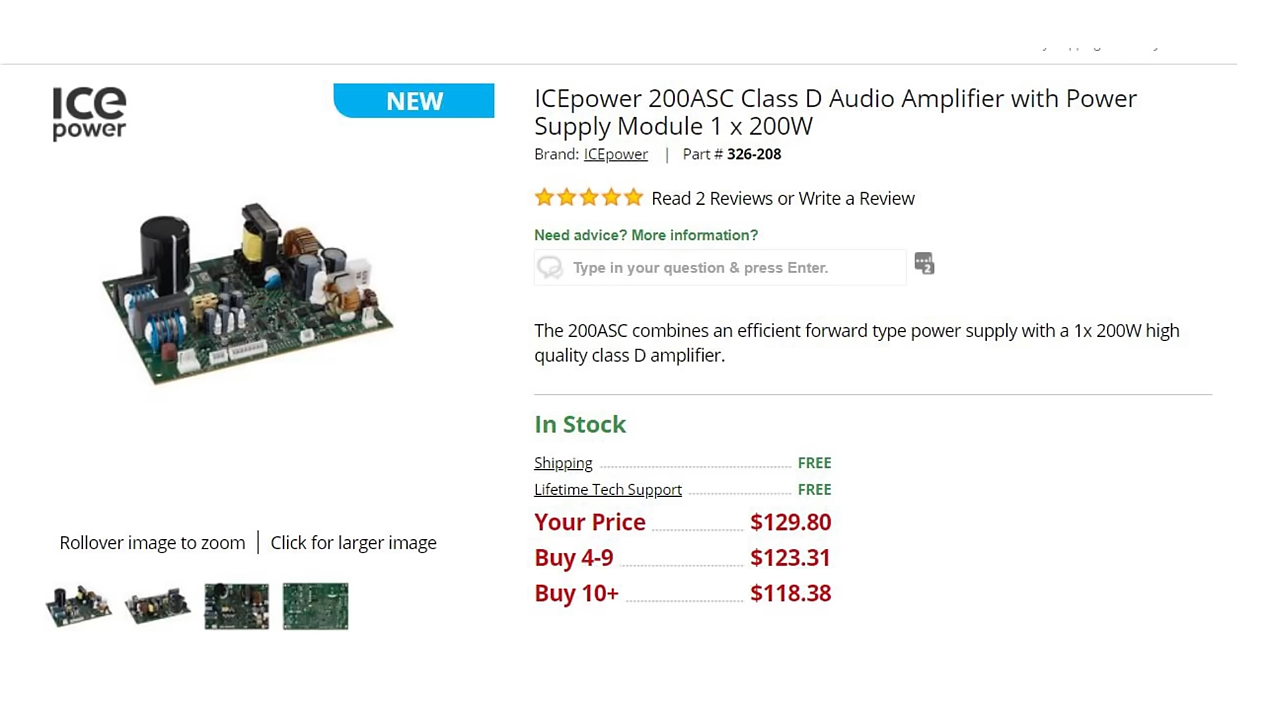 ICE
power
NEW
ICEpower 200ASC Class D Audio Amplifier with Power
Supply Module 1 x 200W
Brand: ICEpower | Part # 326-208
Read 2 Reviews or Write a Review
Need advice? More information?
Type in your question & press Enter.
2
The 200ASC combines an efficient forward type power supply with a 1x 200W high
quality class D amplifier.
In Stock
Shipping FREE
Lifetime Tech Support FREE
Your Price $129.80
Buy 4-9 $123.31
Buy 10+ $118.38
Rollover image to zoom | Click for larger image